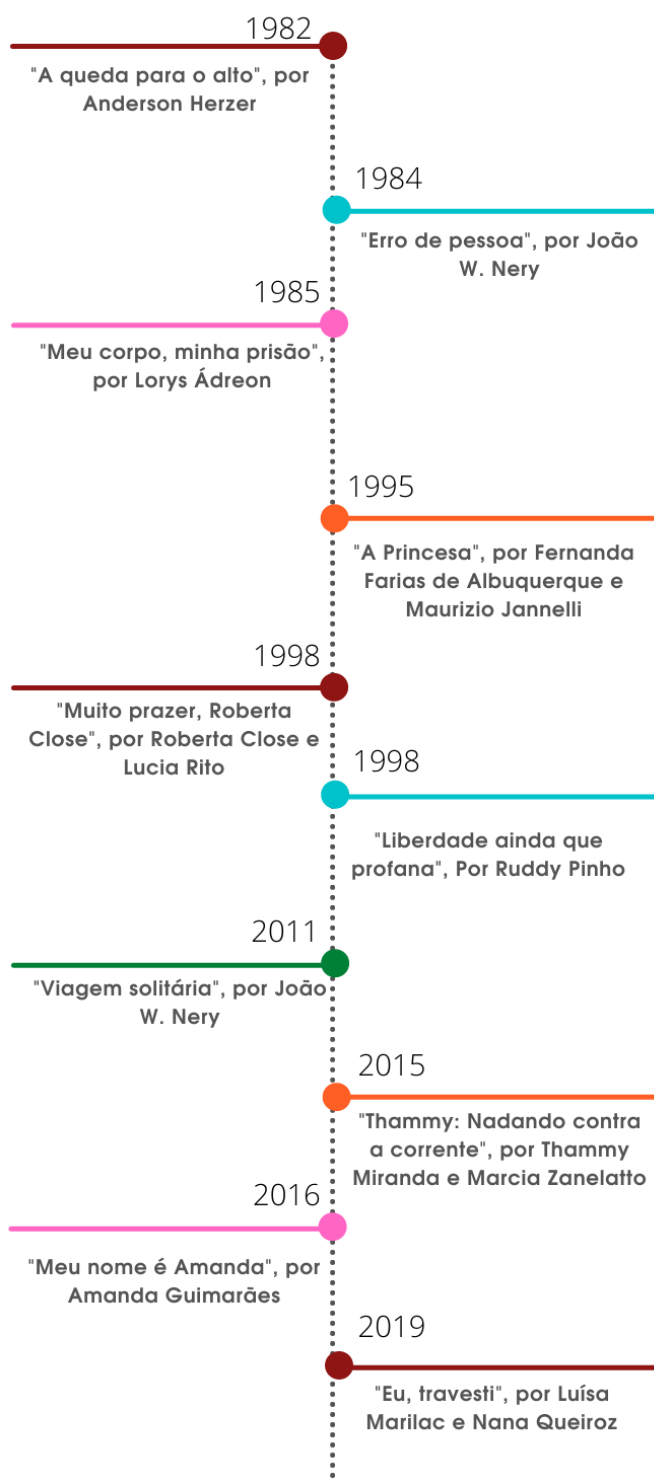 1982
"A queda para o alto", por
Anderson Herzer
1984
"Erro de pessoa", por João
W. Nery
1985
"Meu corpo, minha prisão",
por Lorys Ádreon
1995
"A Princesa", por Fernanda
Farias de Albuquerque e
Maurizio Jannelli
1998
"Muito prazer, Roberta
Close", por Roberta Close e
Lucia Rito
1998
"Liberdade ainda que
profana", Por Ruddy Pinho
2011
"Viagem solitária", por João
W. Nery
2015
"Thammy: Nadando contra
a corrente", por Thammy
Miranda e Marcia Zanelatto
2016
"Meu nome é Amanda", por
Amanda Guimarães
2019
"Eu, travesti", por Luísa
Marilac e Nana Queiroz